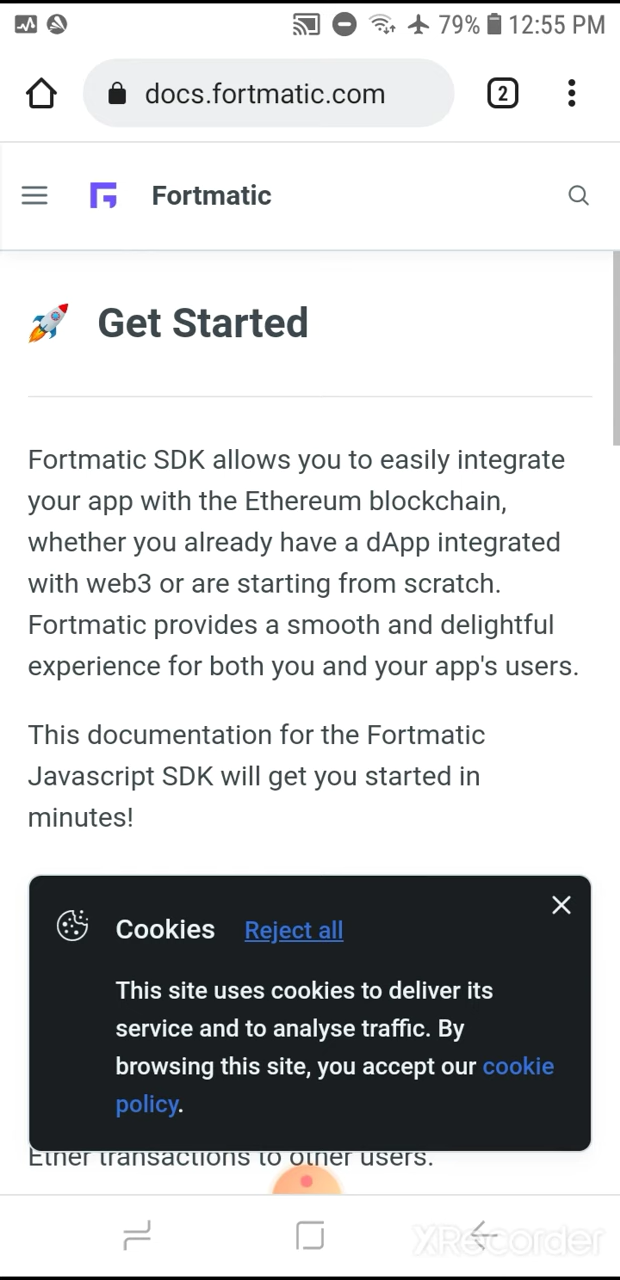 79% 12:55 PM
docs.fortmatic.com 2
Fortmatic
Get Started
Fortmatic SDK allows you to easily integrate
your app with the Ethereum blockchain,
whether you already have a dApp integrated
with web3 or are starting from scratch.
Fortmatic provides a smooth and delightful
experience for both you and your app's users.
This documentation for the Fortmatic
Javascript SDK will get you started in
minutes!
Cookies Reject all
This site uses cookies to deliver its
service and to analyse traffic. By
browsing this site, you accept our cookie
policy.
Ether transactions to other users.
XRecorder